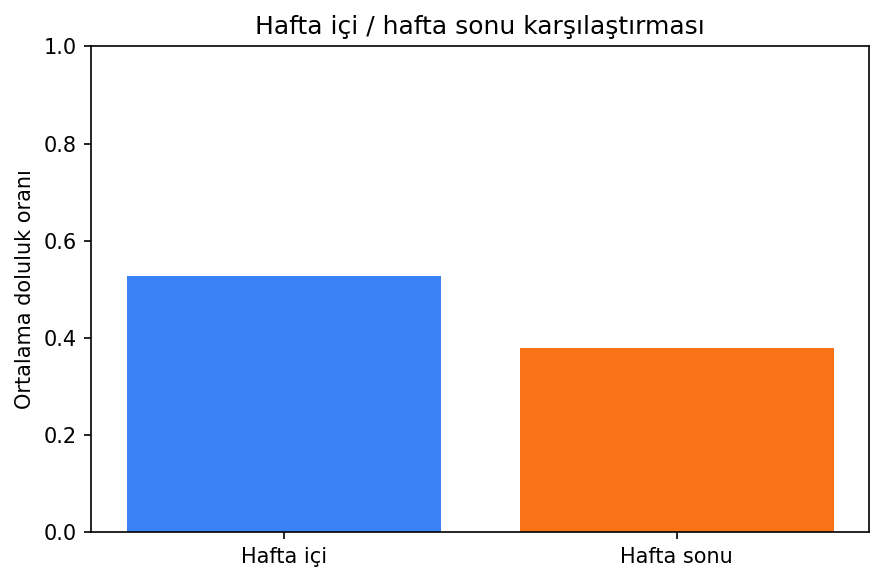 Hafta içi / hafta sonu karşılaştırması
Ortalama doluluk oranı
1.0
0.8
0.6
0.4
0.2
0.0
Hafta içi
Hafta sonu